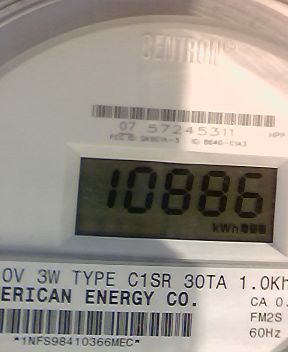 CENTRON®
07 57245311
10886
kWh
0V 3W TYPE C1SR 30TA 1.0Kh
ERICAN ENERGY CO.
CA 0.
FM2S
60Hz
*1NFS98410366MEC*